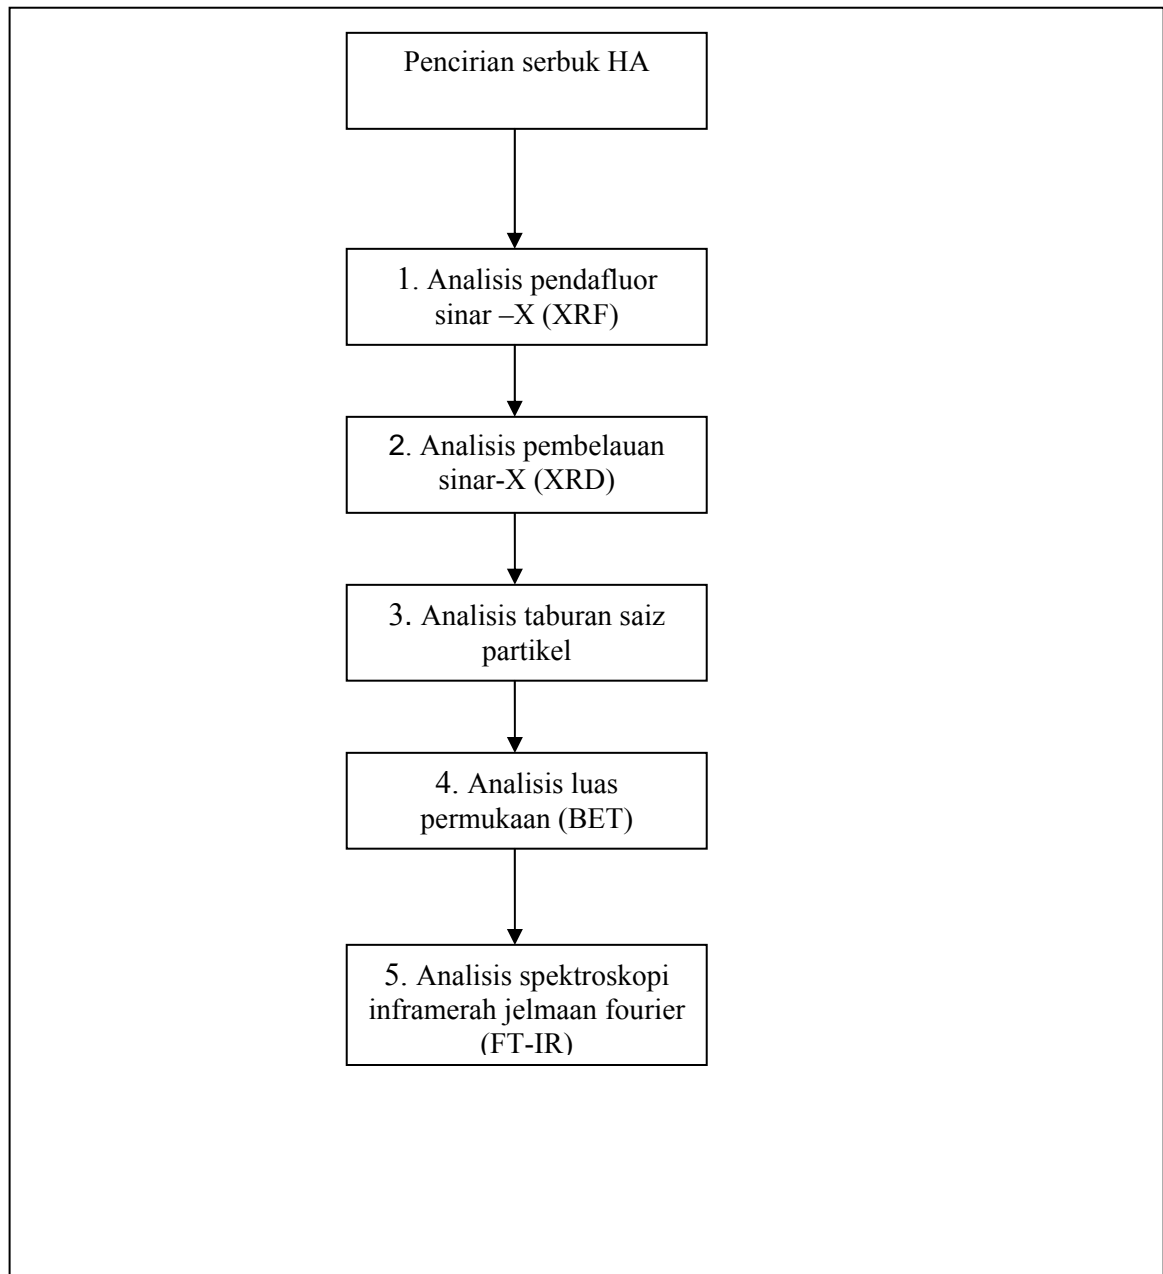 Pencirian serbuk HA
1. Analisis pendafluor
sinar –X (XRF)
2. Analisis pembelauan
sinar-X (XRD)
3. Analisis taburan saiz
partikel
4. Analisis luas
permukaan (BET)
5. Analisis spektroskopi
inframerah jelmaan fourier
(FT-IR)